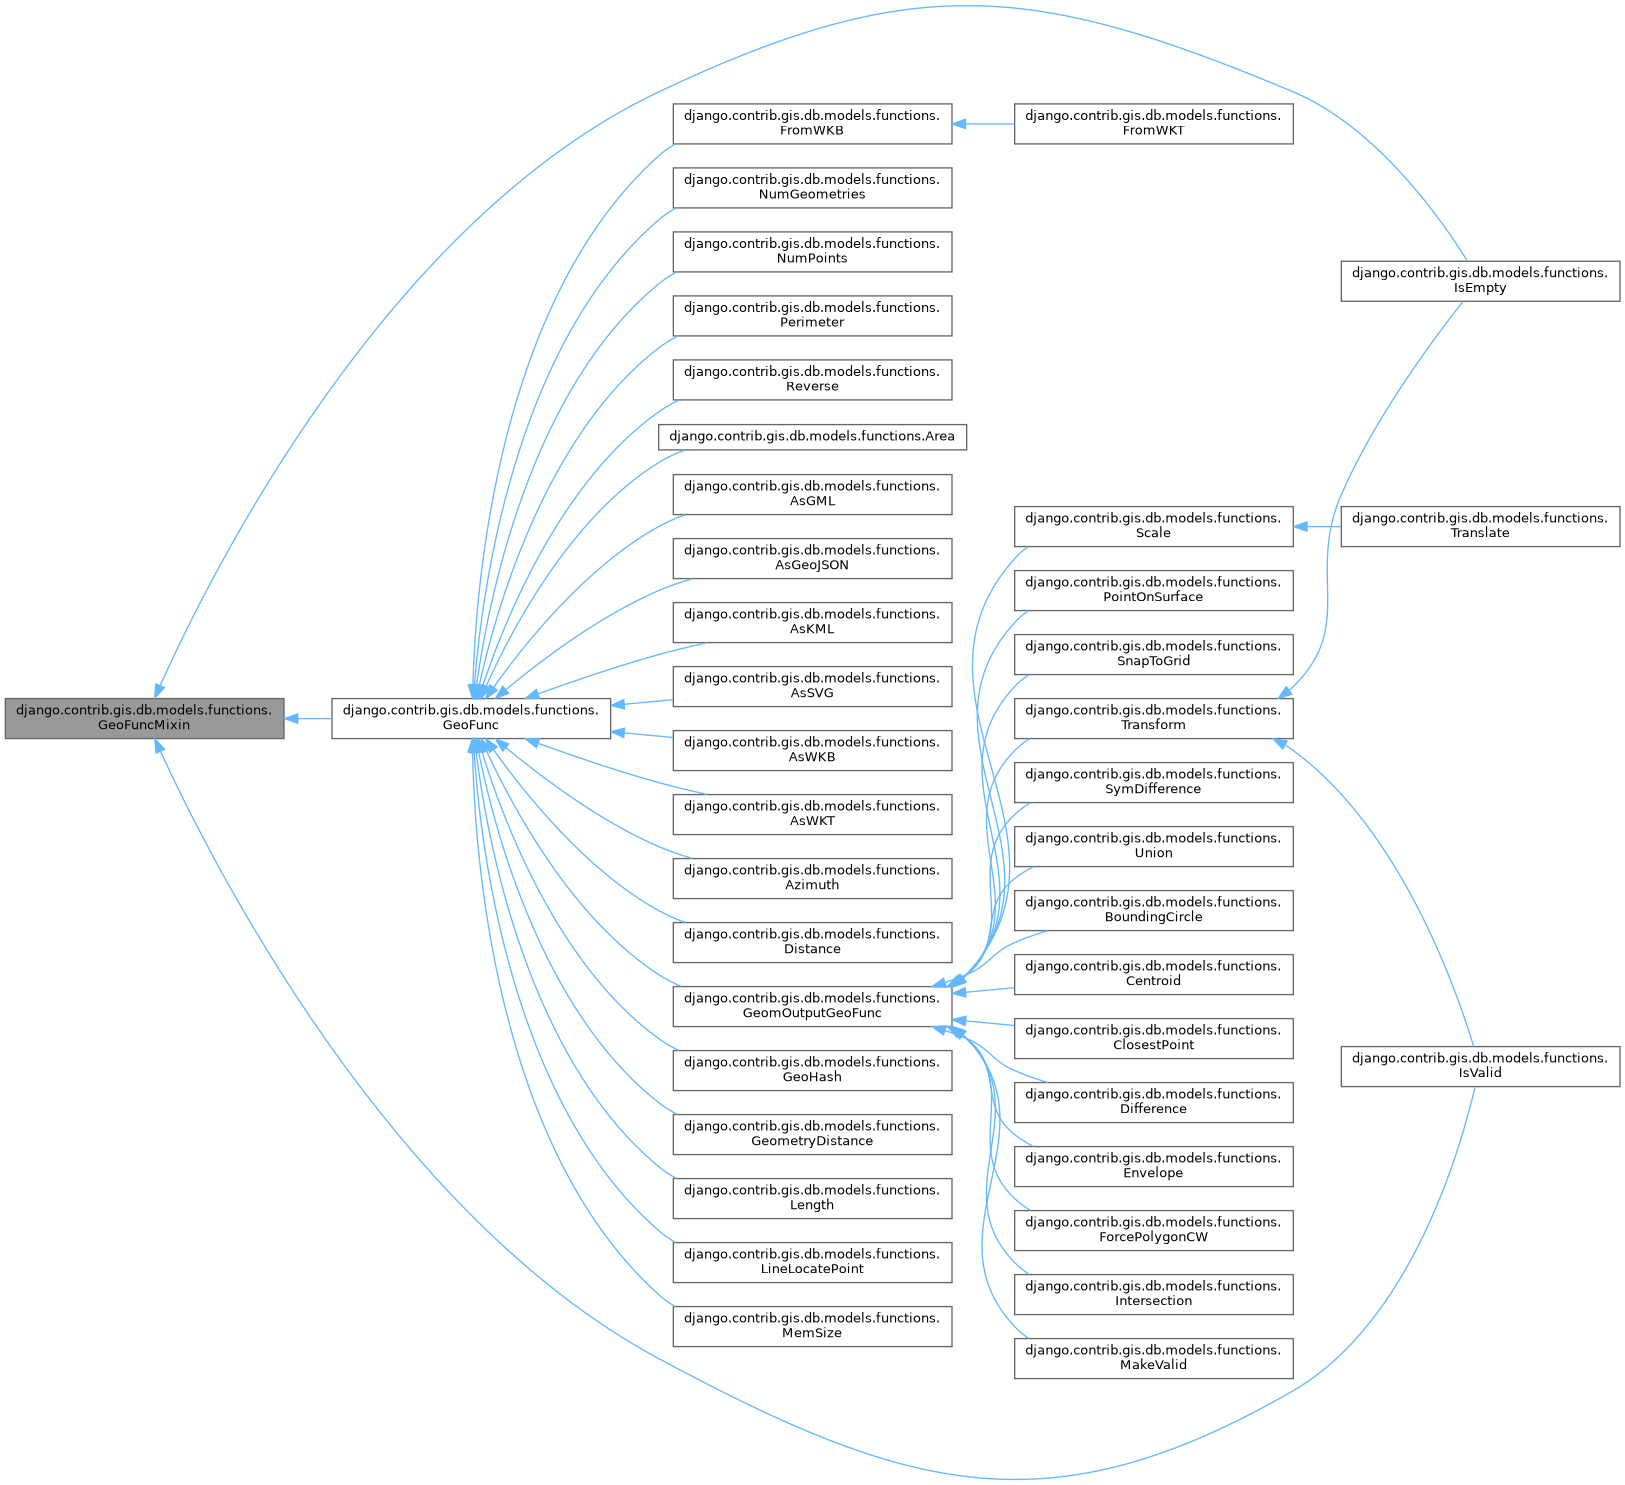 django.contrib.gis.db.models.functions.
GeoFuncMixin
django.contrib.gis.db.models.functions.
GeoFunc
django.contrib.gis.db.models.functions.
FromWKB
django.contrib.gis.db.models.functions.
NumGeometries
django.contrib.gis.db.models.functions.
NumPoints
django.contrib.gis.db.models.functions.
Perimeter
django.contrib.gis.db.models.functions.
Reverse
django.contrib.gis.db.models.functions.Area
django.contrib.gis.db.models.functions.
AsGML
django.contrib.gis.db.models.functions.
AsGeoJSON
django.contrib.gis.db.models.functions.
AsKML
django.contrib.gis.db.models.functions.
AsSVG
django.contrib.gis.db.models.functions.
AsWKB
django.contrib.gis.db.models.functions.
AsWKT
django.contrib.gis.db.models.functions.
Azimuth
django.contrib.gis.db.models.functions.
Distance
django.contrib.gis.db.models.functions.
GeomOutputGeoFunc
django.contrib.gis.db.models.functions.
GeoHash
django.contrib.gis.db.models.functions.
GeometryDistance
django.contrib.gis.db.models.functions.
Length
django.contrib.gis.db.models.functions.
LineLocatePoint
django.contrib.gis.db.models.functions.
MemSize
django.contrib.gis.db.models.functions.
FromWKT
django.contrib.gis.db.models.functions.
Scale
django.contrib.gis.db.models.functions.
PointOnSurface
django.contrib.gis.db.models.functions.
SnapToGrid
django.contrib.gis.db.models.functions.
Transform
django.contrib.gis.db.models.functions.
SymDifference
django.contrib.gis.db.models.functions.
Union
django.contrib.gis.db.models.functions.
BoundingCircle
django.contrib.gis.db.models.functions.
Centroid
django.contrib.gis.db.models.functions.
ClosestPoint
django.contrib.gis.db.models.functions.
Difference
django.contrib.gis.db.models.functions.
Envelope
django.contrib.gis.db.models.functions.
ForcePolygonCW
django.contrib.gis.db.models.functions.
Intersection
django.contrib.gis.db.models.functions.
MakeValid
django.contrib.gis.db.models.functions.
IsEmpty
django.contrib.gis.db.models.functions.
Translate
django.contrib.gis.db.models.functions.
IsValid